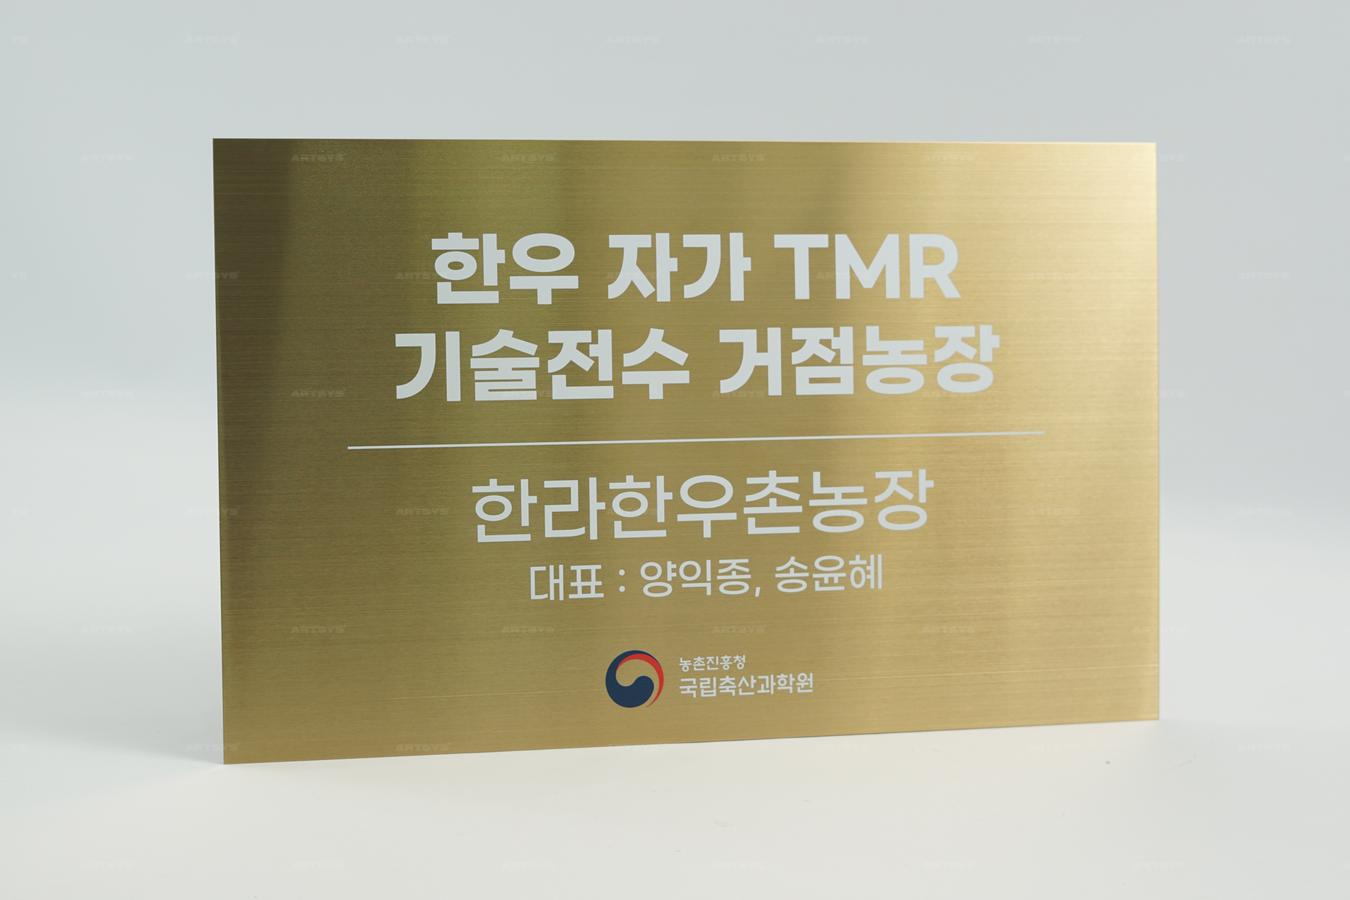 한우 자가 TMR
기술전수 거점농장
한라한우촌농장
대표 : 양익종, 송윤혜
농촌진흥청
국립축산과학원
ARTSYS